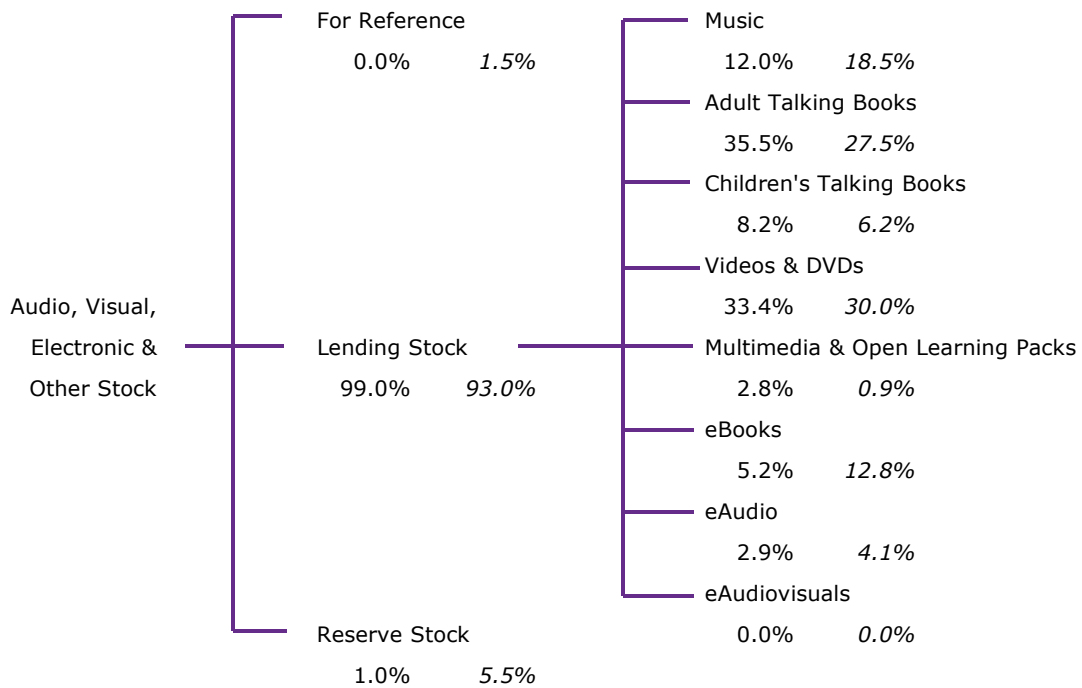 Audio, Visual,
Electronic &
Other Stock
For Reference
0.0% 1.5%
Lending Stock
99.0% 93.0%
Reserve Stock
1.0% 5.5%
Music
12.0% 18.5%
Adult Talking Books
35.5% 27.5%
Children's Talking Books
8.2% 6.2%
Videos & DVDs
33.4% 30.0%
Multimedia & Open Learning Packs
2.8% 0.9%
eBooks
5.2% 12.8%
eAudio
2.9% 4.1%
eAudiovisuals
0.0% 0.0%